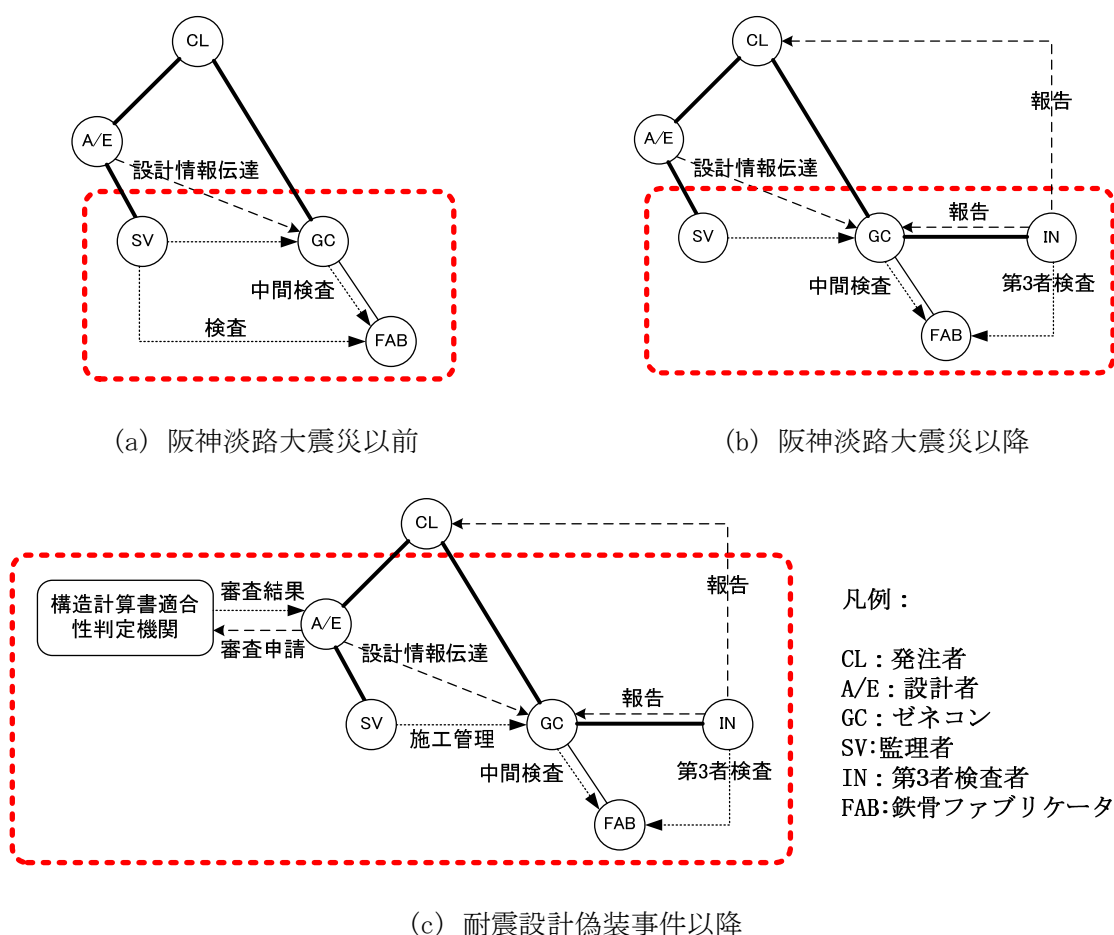 CL
A/E
設計情報伝達
SV
GC
中間検査
検査
FAB
(a) 阪神淡路大震災以前
CL
報告
A/E
設計情報伝達
報告
SV
GC
IN
中間検査
第3者検査
FAB
(b) 阪神淡路大震災以降
CL
報告
構造計算書適合
性判定機関
審査結果
審査申請
A/E
設計情報伝達
報告
SV
施工管理
GC
IN
中間検査
第3者検査
FAB
凡例：
CL：発注者
A/E：設計者
GC：ゼネコン
SV:監理者
IN：第3者検査者
FAB:鉄骨ファブリケータ
(c) 耐震設計偽装事件以降